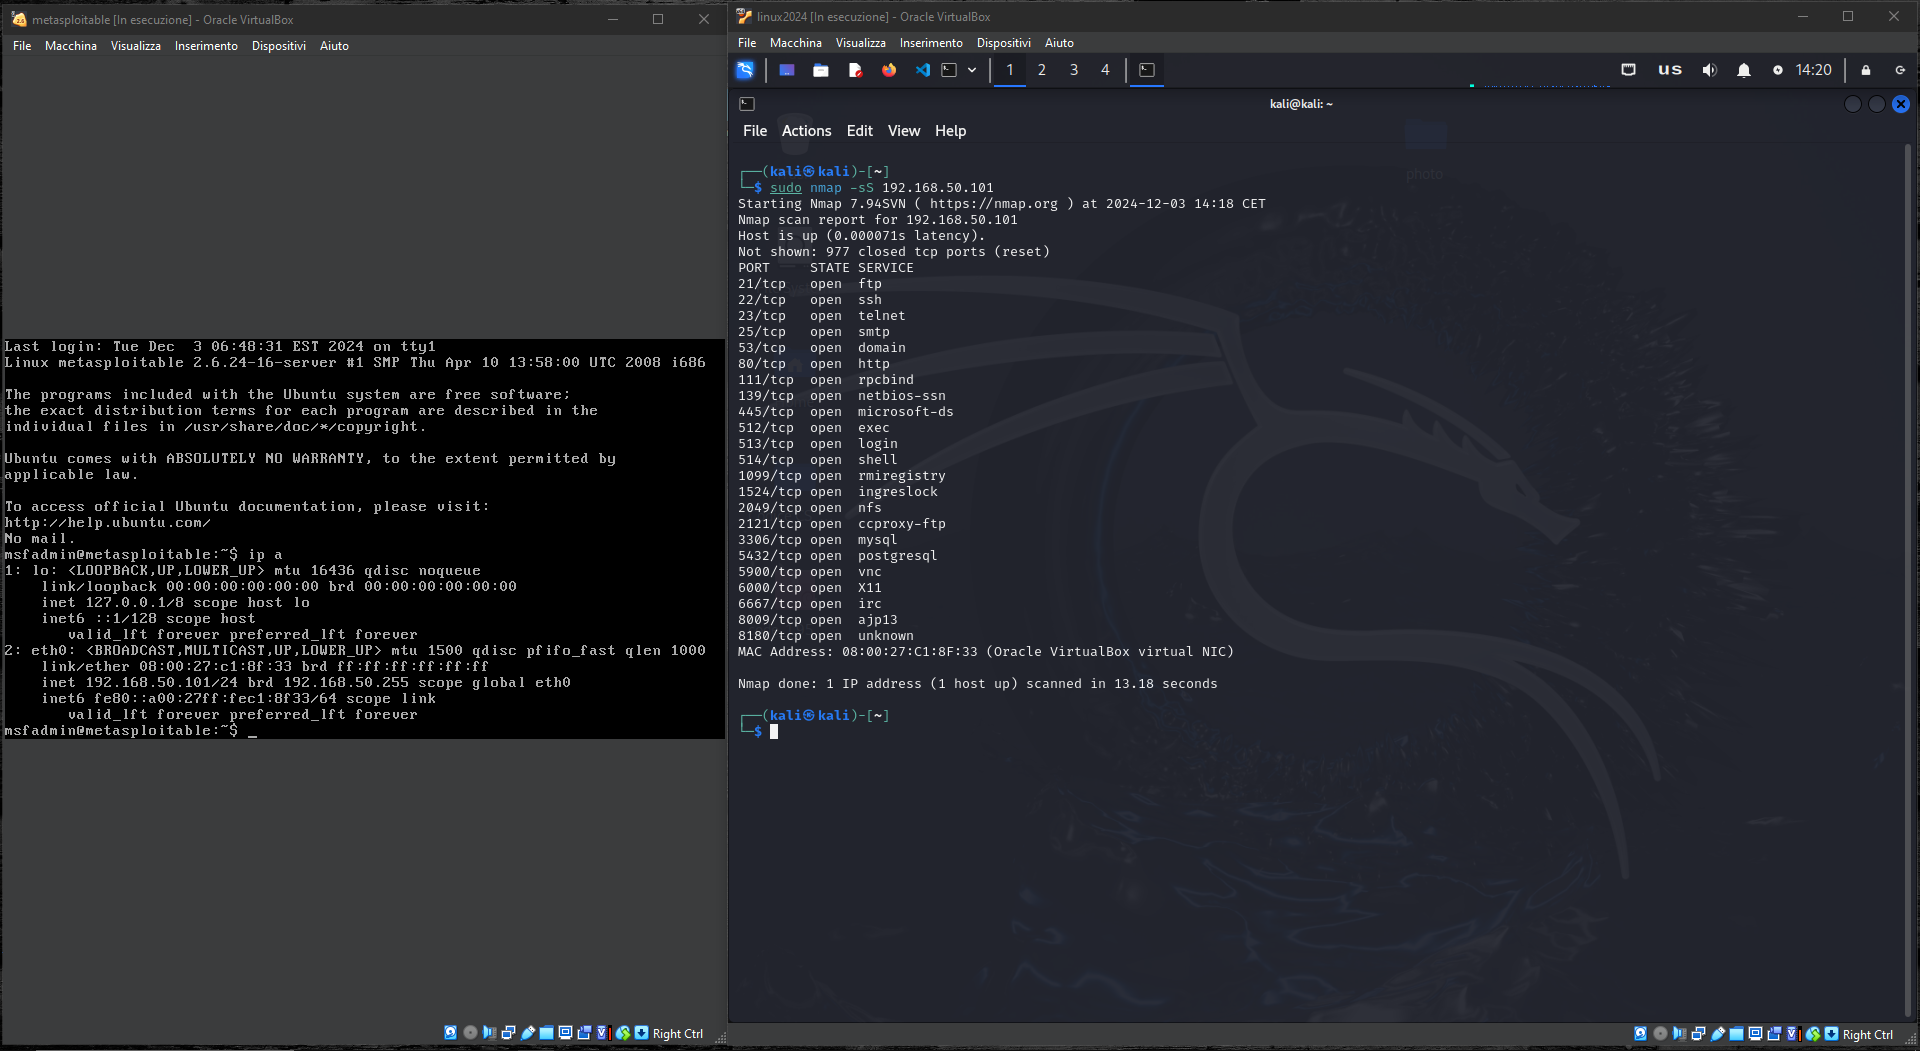 metasploitable [In esecuzione] - Oracle VirtualBox
File Macchina Visualizza Inserimento Dispositivi Aiuto
Last login: Tue Dec  3 06:48:31 EST 2024 on tty1
Linux metasploitable 2.6.24-16-server #1 SMP Thu Apr 10 13:58:00 UTC 2008 i686
The programs included with the Ubuntu system are free software;
the exact distribution terms for each program are described in the
individual files in /usr/share/doc/*/copyright.
Ubuntu comes with ABSOLUTELY NO WARRANTY, to the extent permitted by
applicable law.
To access official Ubuntu documentation, please visit:
http://help.ubuntu.com/
No mail.
msfadmin@metasploitable:~$ ip a
1: lo: <LOOPBACK,UP,LOWER_UP> mtu 16436 qdisc noqueue
link/loopback 00:00:00:00:00:00 brd 00:00:00:00:00:00
inet 127.0.0.1/8 scope host lo
inet6 ::1/128 scope host
valid_lft forever preferred_lft forever
2: eth0: <BROADCAST,MULTICAST,UP,LOWER_UP> mtu 1500 qdisc pfifo_fast qlen 1000
link/ether 08:00:27:c1:8f:33 brd ff:ff:ff:ff:ff:ff
inet 192.168.50.101/24 brd 192.168.50.255 scope global eth0
inet6 fe80::a00:27ff:fec1:8f33/64 scope link
valid_lft forever preferred_lft forever
msfadmin@metasploitable:~$ _
Right Ctrl
linux2024 [In esecuzione] - Oracle VirtualBox
File Macchina Visualizza Inserimento Dispositivi Aiuto
1 2 3 4 us 14:20
kali@kali: ~
File Actions Edit View Help
photo
┌──(kali㉿kali)-[~]
└─$ sudo nmap -sS 192.168.50.101
Starting Nmap 7.94SVN ( https://nmap.org ) at 2024-12-03 14:18 CET
Nmap scan report for 192.168.50.101
Host is up (0.000071s latency).
Not shown: 977 closed tcp ports (reset)
PORT     STATE SERVICE
21/tcp   open  ftp
22/tcp   open  ssh
23/tcp   open  telnet
25/tcp   open  smtp
53/tcp   open  domain
80/tcp   open  http
111/tcp  open  rpcbind
139/tcp  open  netbios-ssn
445/tcp  open  microsoft-ds
512/tcp  open  exec
513/tcp  open  login
514/tcp  open  shell
1099/tcp open  rmiregistry
1524/tcp open  ingreslock
2049/tcp open  nfs
2121/tcp open  ccproxy-ftp
3306/tcp open  mysql
5432/tcp open  postgresql
5900/tcp open  vnc
6000/tcp open  X11
6667/tcp open  irc
8009/tcp open  ajp13
8180/tcp open  unknown
MAC Address: 08:00:27:C1:8F:33 (Oracle VirtualBox virtual NIC)
Nmap done: 1 IP address (1 host up) scanned in 13.18 seconds
┌──(kali㉿kali)-[~]
└─$
Right Ctrl